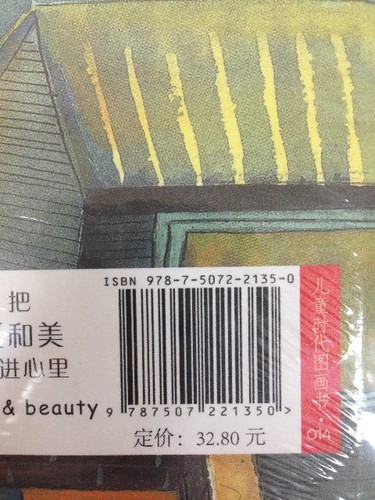 ISBN 978-7-5072-2135-0
把
和美
进心里
& beauty
9 787507 221350 >
定价：32.80 元
儿童时代图画书·014